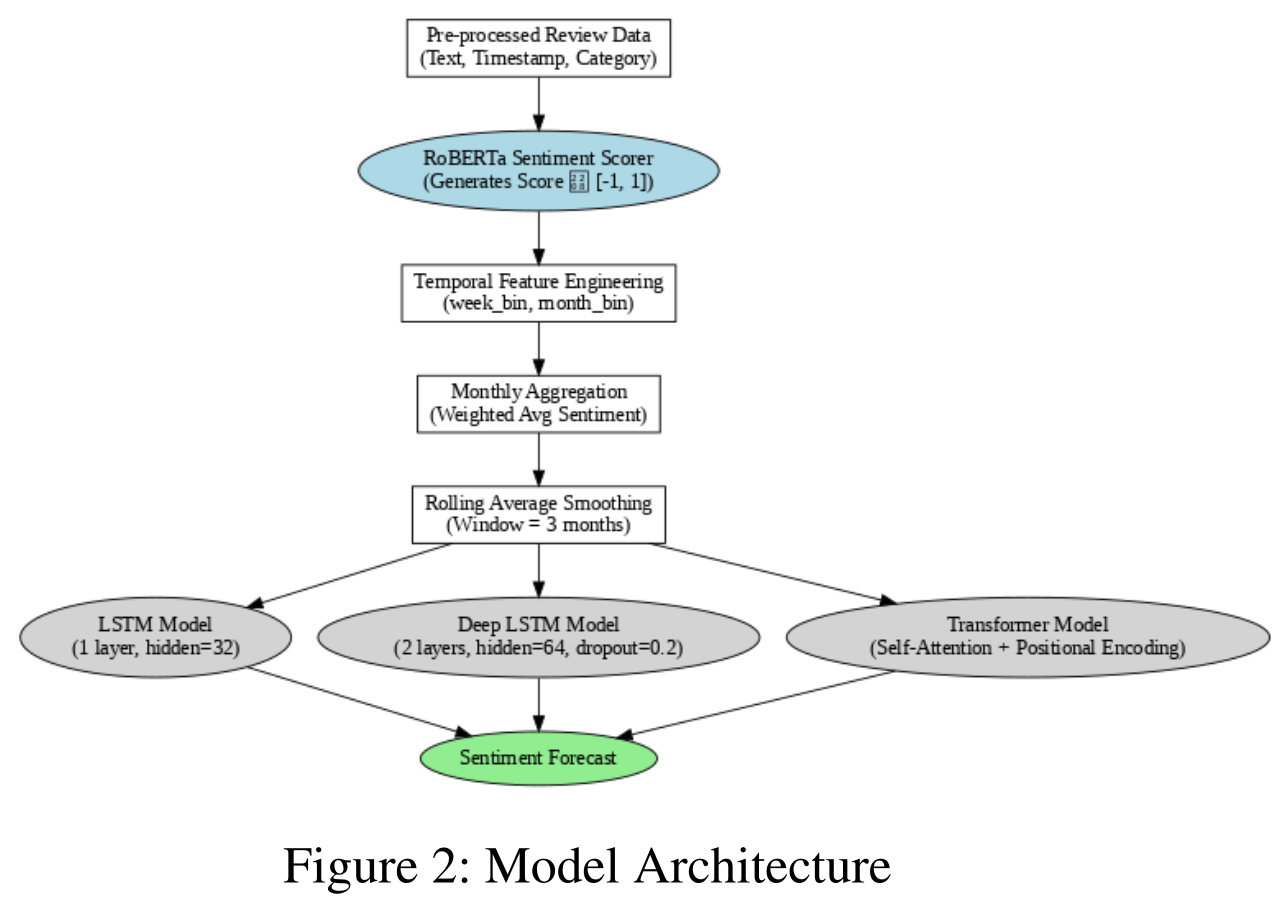 Pre-processed Review Data
(Text, Timestamp, Category)
RoBERTa Sentiment Scorer
(Generates Score [-1, 1])
Temporal Feature Engineering
(week_bin, month_bin)
Monthly Aggregation
(Weighted Avg Sentiment)
Rolling Average Smoothing
(Window = 3 months)
LSTM Model
(1 layer, hidden=32)
Deep LSTM Model
(2 layers, hidden=64, dropout=0.2)
Transformer Model
(Self-Attention + Positional Encoding)
Sentiment Forecast
Figure 2: Model Architecture